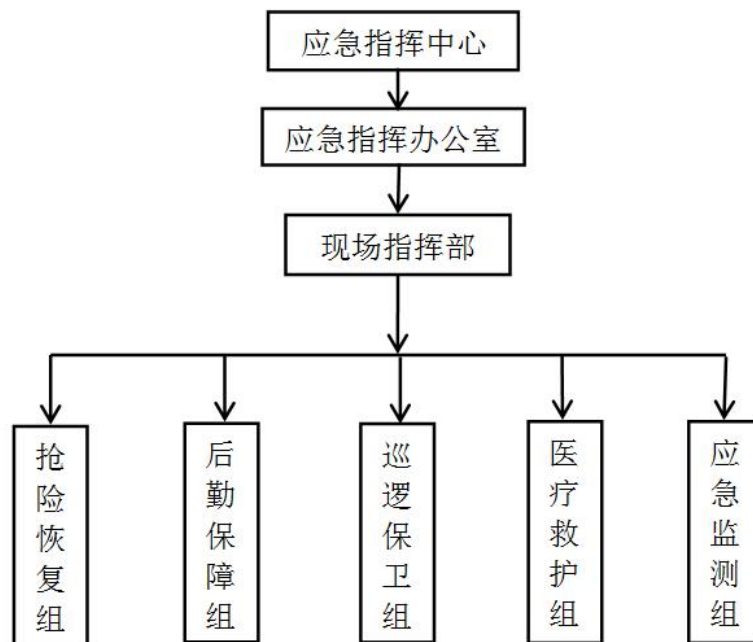 应急指挥中心
应急指挥办公室
现场指挥部
抢险恢复组
后勤保障组
巡逻保卫组
医疗救护组
应急监测组